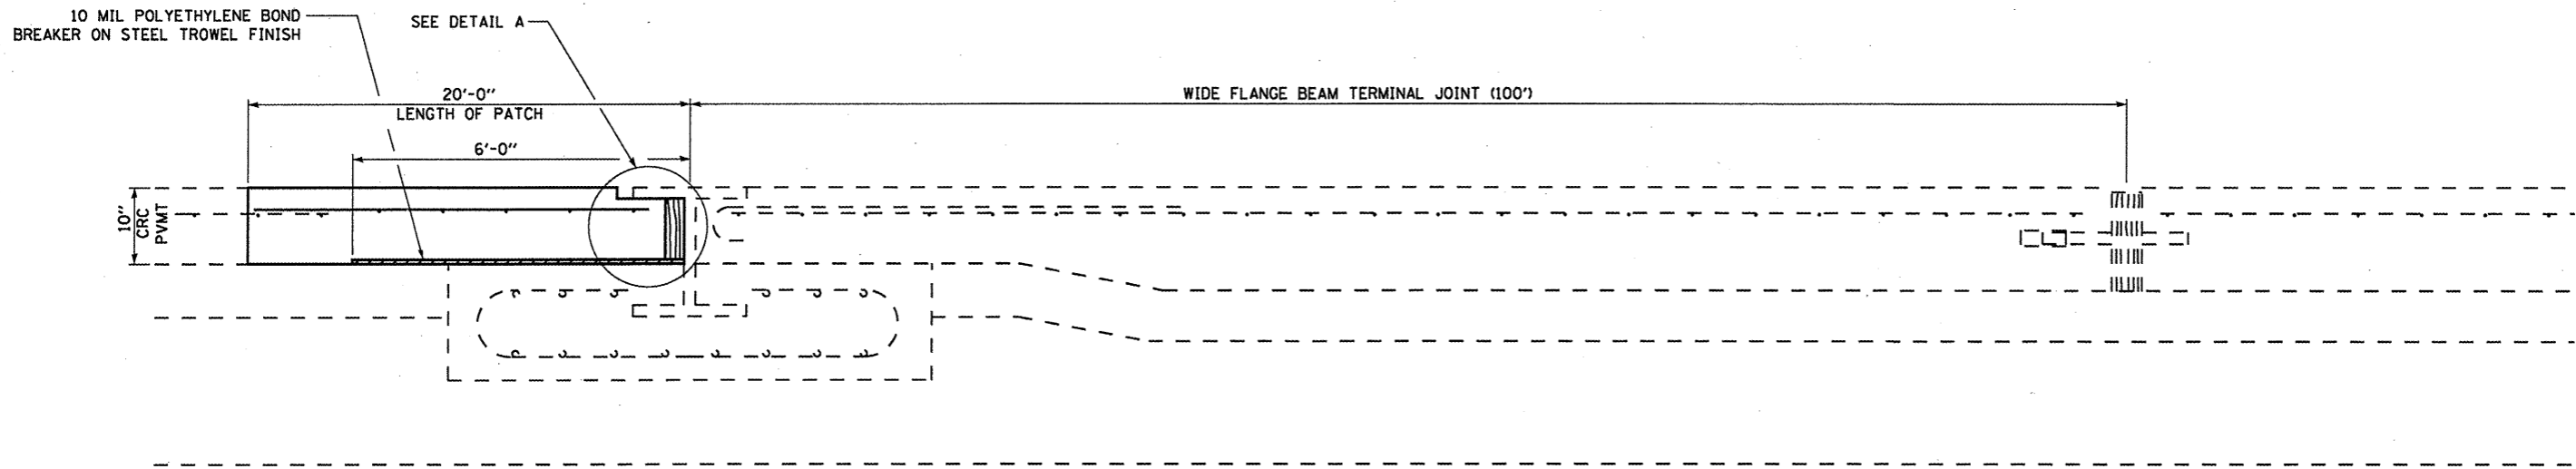 10 MIL POLYETHYLENE BOND
BREAKER ON STEEL TROWEL FINISH
SEE DETAIL A
20'-0"
LENGTH OF PATCH
WIDE FLANGE BEAM TERMINAL JOINT (100')
6'-0"
10"
CRC
PVMT